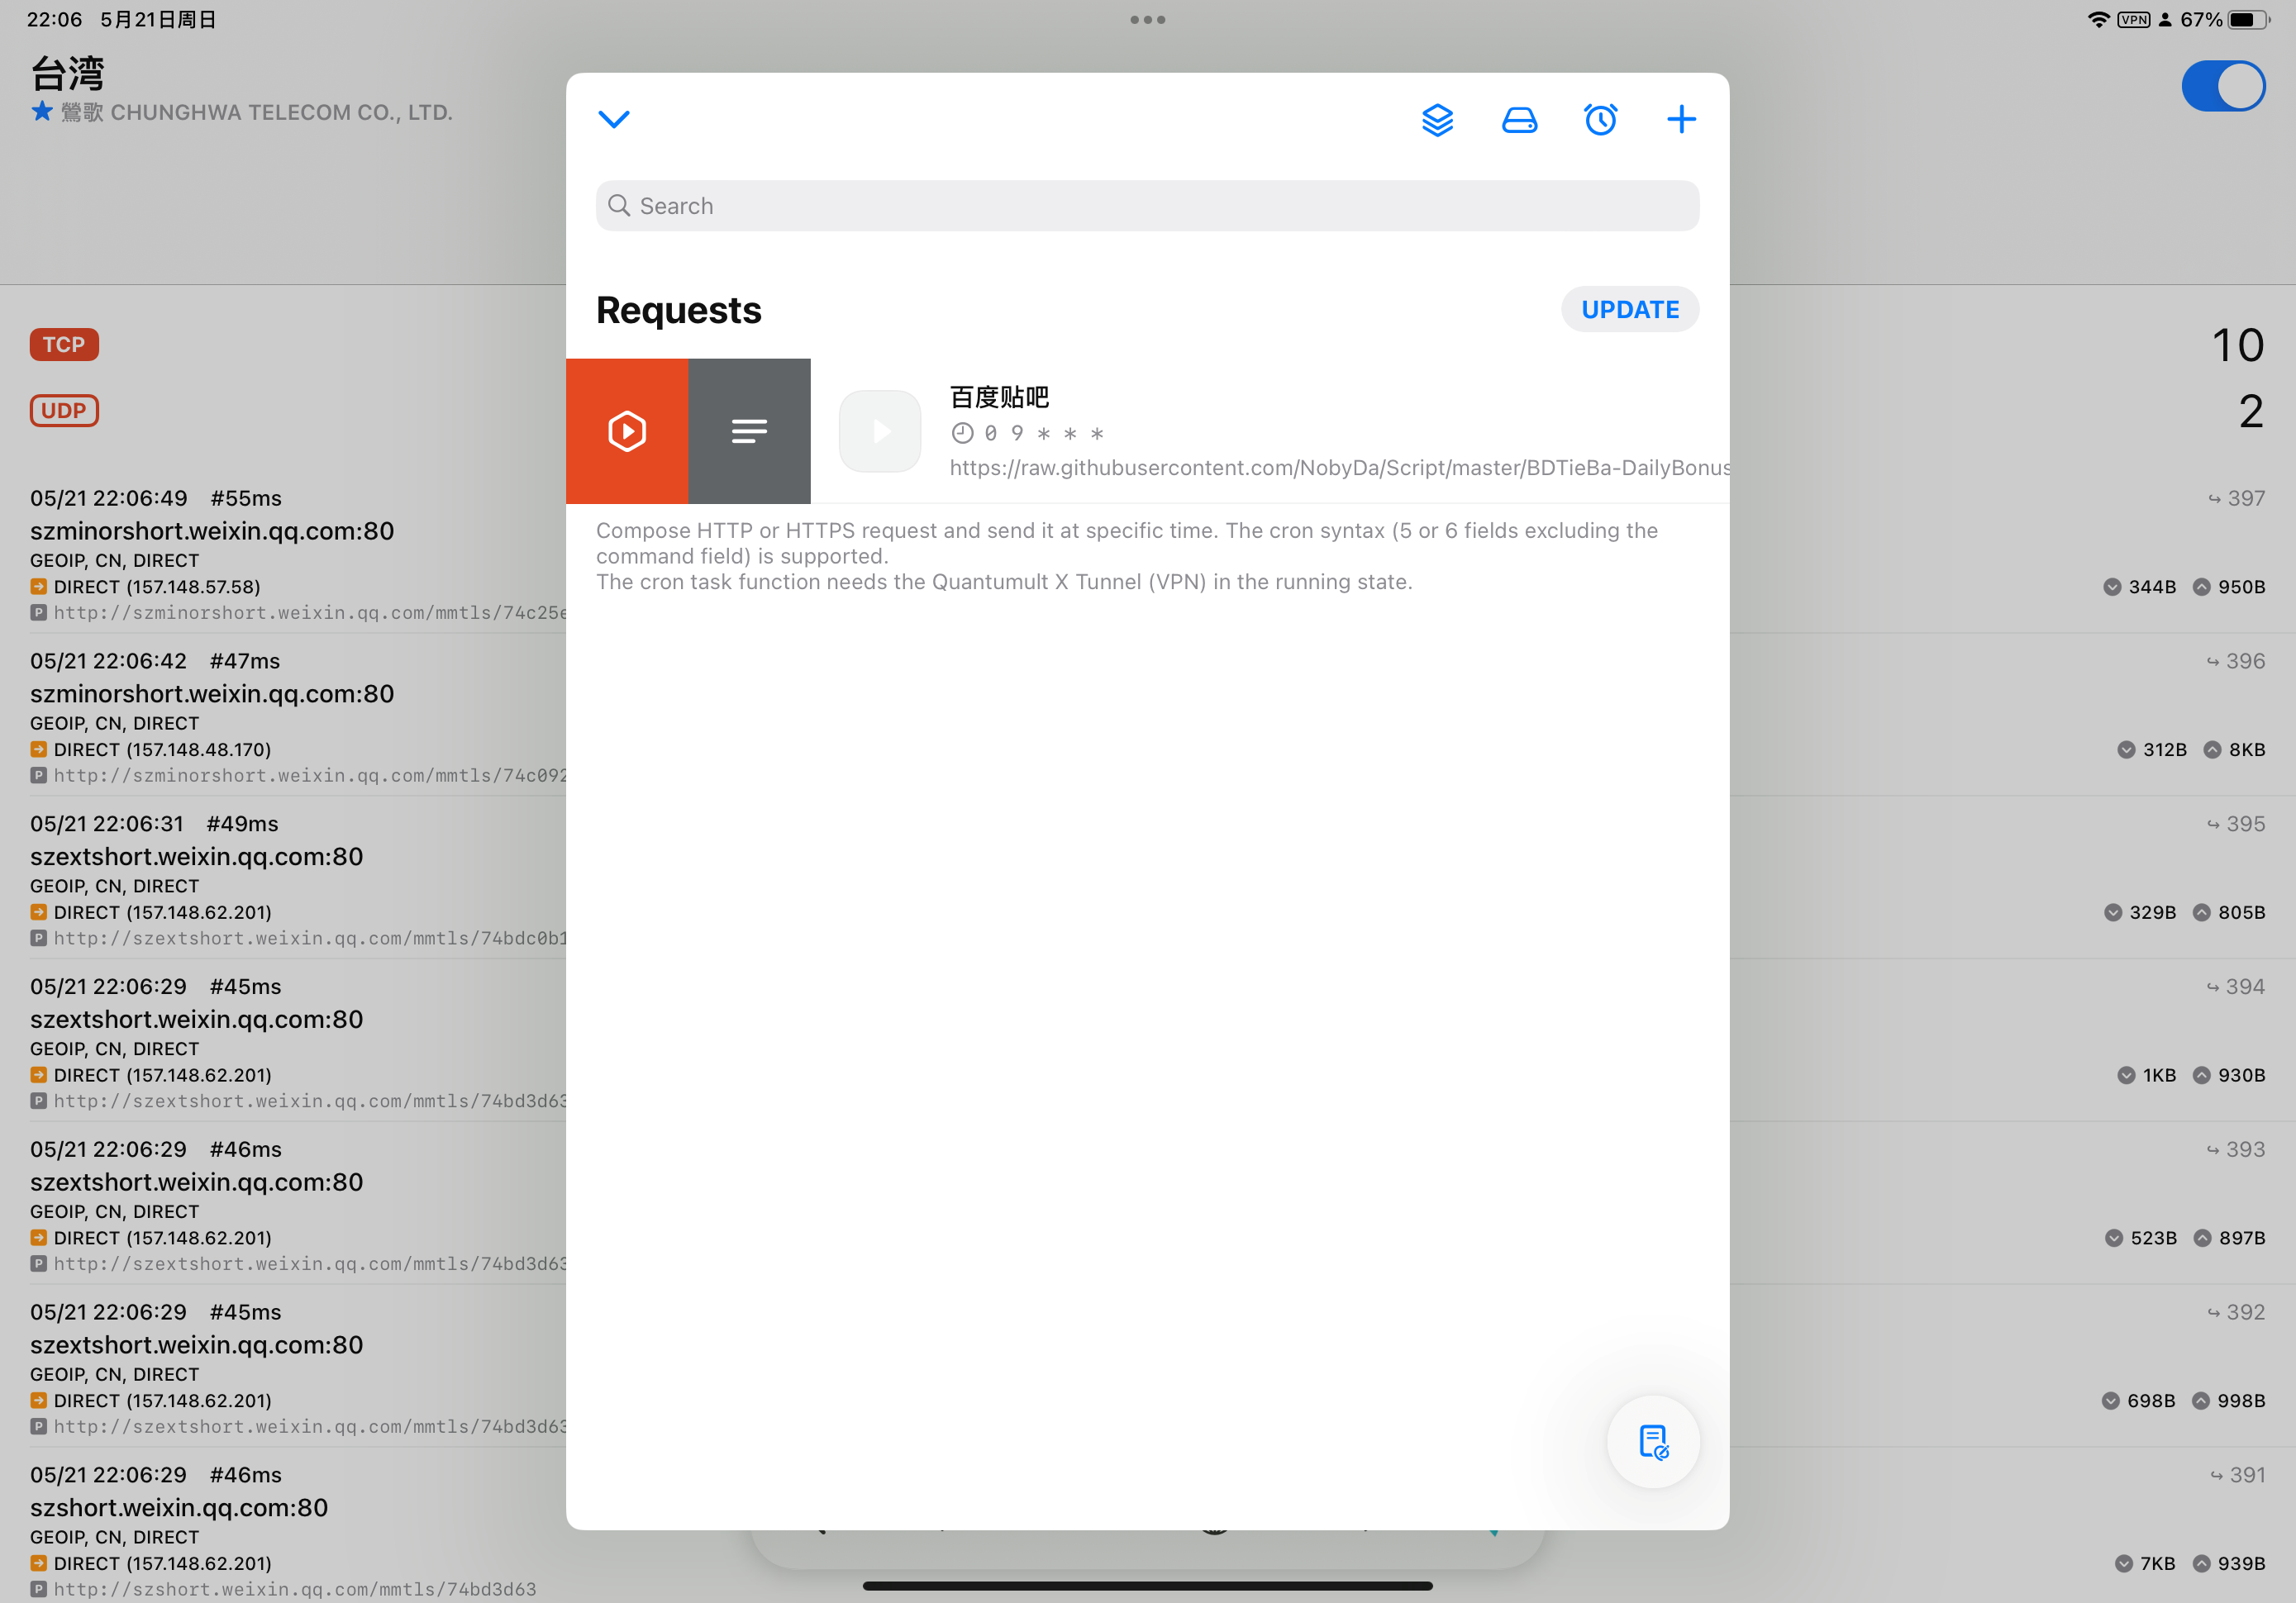 22:06 5月21日周日
VPN 67%
台湾
鶯歌 CHUNGHWA TELECOM CO., LTD.
TCP
10
UDP
2
05/21 22:06:49 #55ms
397
szminorshort.weixin.qq.com:80
GEOIP, CN, DIRECT
DIRECT (157.148.57.58)
344B 950B
P http://szminorshort.weixin.qq.com/mmtls/74c25e
05/21 22:06:42 #47ms
396
szminorshort.weixin.qq.com:80
GEOIP, CN, DIRECT
DIRECT (157.148.48.170)
312B 8KB
P http://szminorshort.weixin.qq.com/mmtls/74c092
05/21 22:06:31 #49ms
395
szextshort.weixin.qq.com:80
GEOIP, CN, DIRECT
DIRECT (157.148.62.201)
329B 805B
P http://szextshort.weixin.qq.com/mmtls/74bdc0b1
05/21 22:06:29 #45ms
394
szextshort.weixin.qq.com:80
GEOIP, CN, DIRECT
DIRECT (157.148.62.201)
1KB 930B
P http://szextshort.weixin.qq.com/mmtls/74bd3d63
05/21 22:06:29 #46ms
393
szextshort.weixin.qq.com:80
GEOIP, CN, DIRECT
DIRECT (157.148.62.201)
523B 897B
P http://szextshort.weixin.qq.com/mmtls/74bd3d63
05/21 22:06:29 #45ms
392
szextshort.weixin.qq.com:80
GEOIP, CN, DIRECT
DIRECT (157.148.62.201)
698B 998B
P http://szextshort.weixin.qq.com/mmtls/74bd3d63
05/21 22:06:29 #46ms
391
szshort.weixin.qq.com:80
GEOIP, CN, DIRECT
DIRECT (157.148.62.201)
7KB 939B
P http://szshort.weixin.qq.com/mmtls/74bd3d63
Search
Requests
UPDATE
百度贴吧
0 9 * * *
https://raw.githubusercontent.com/NobyDa/Script/master/BDTieBa-DailyBonus
Compose HTTP or HTTPS request and send it at specific time. The cron syntax (5 or 6 fields excluding the
command field) is supported.
The cron task function needs the Quantumult X Tunnel (VPN) in the running state.